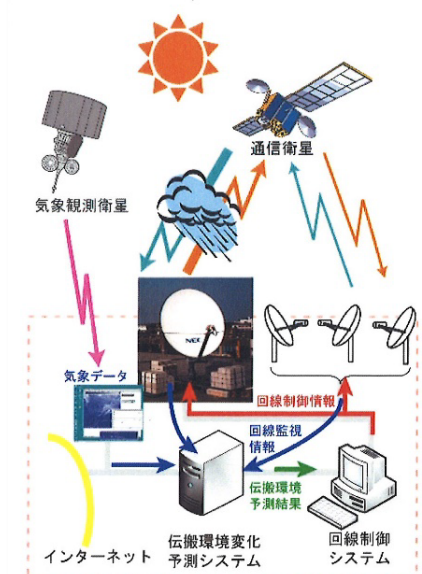 通信衛星
気象観測衛星
NEC
気象データ
回線制御情報
回線監視
情報
伝搬環境
予測結果
インターネット
伝搬環境変化
予測システム
回線制御
システム